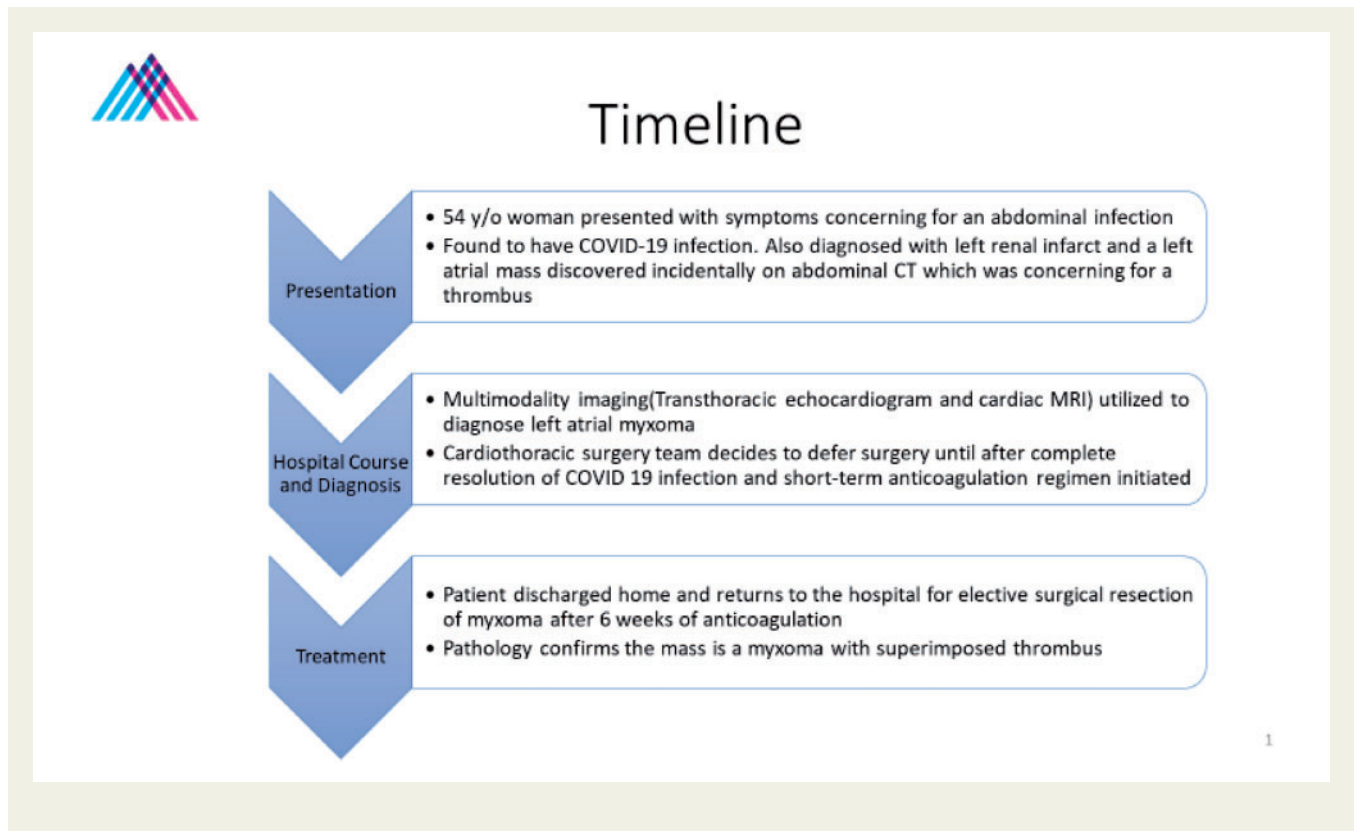 Timeline
Presentation
• 54 y/o woman presented with symptoms concerning for an abdominal infection
• Found to have COVID-19 infection. Also diagnosed with left renal infarct and a left
atrial mass discovered incidentally on abdominal CT which was concerning for a
thrombus
Hospital Course
and Diagnosis
• Multimodality imaging(Transthoracic echocardiogram and cardiac MRI) utilized to
diagnose left atrial myxoma
• Cardiothoracic surgery team decides to defer surgery until after complete
resolution of COVID 19 infection and short-term anticoagulation regimen initiated
Treatment
• Patient discharged home and returns to the hospital for elective surgical resection
of myxoma after 6 weeks of anticoagulation
• Pathology confirms the mass is a myxoma with superimposed thrombus
1